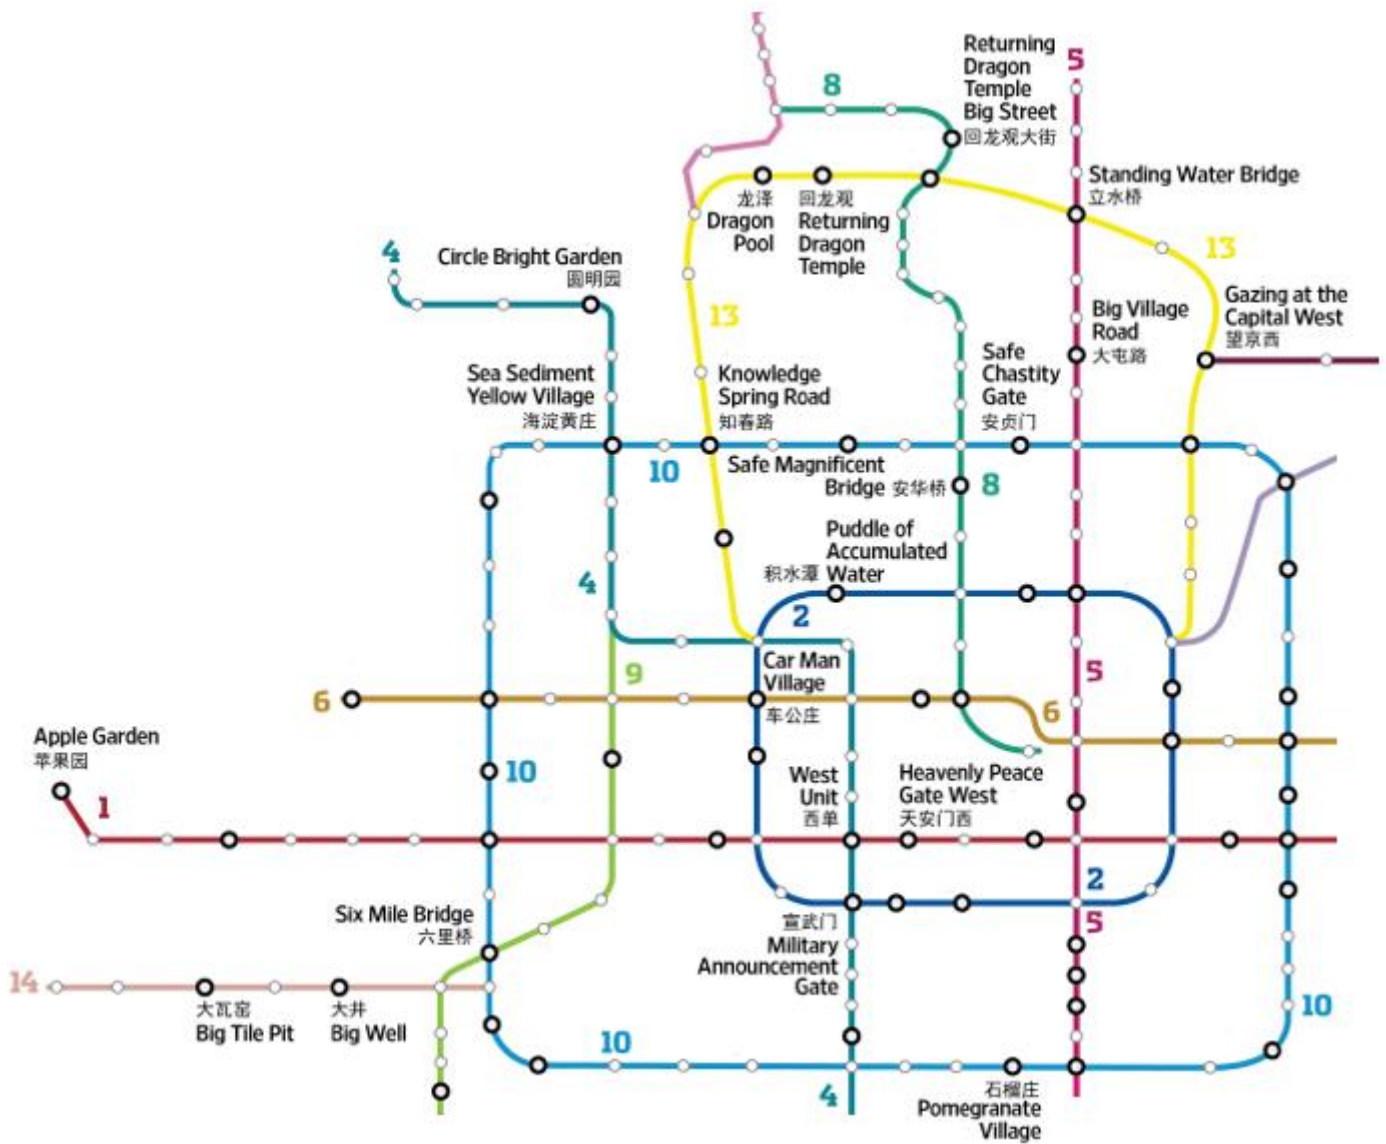 8
Returning
Dragon
Temple
Big Street
回龙观大街
5
Standing Water Bridge
立水桥
龙泽
Dragon
Pool
回龙观
Returning
Dragon
Temple
4
Circle Bright Garden
圆明园
13
13
Gazing at the
Capital West
望京西
Big Village
Road
大屯路
Sea Sediment
Yellow Village
海淀黄庄
Knowledge
Spring Road
知春路
Safe
Chastity
Gate
安贞门
10
Safe Magnificent
Bridge 安华桥
8
Puddle of
Accumulated
积水潭 Water
4
2
9
Car Man
Village
车公庄
5
6
6
Apple Garden
苹果园
1
10
West
Unit
西单
Heavenly Peace
Gate West
天安门西
2
5
Six Mile Bridge
六里桥
宣武门
Military
Announcement
Gate
14
大瓦窑
Big Tile Pit
大井
Big Well
10
10
4
石榴庄
Pomegranate
Village